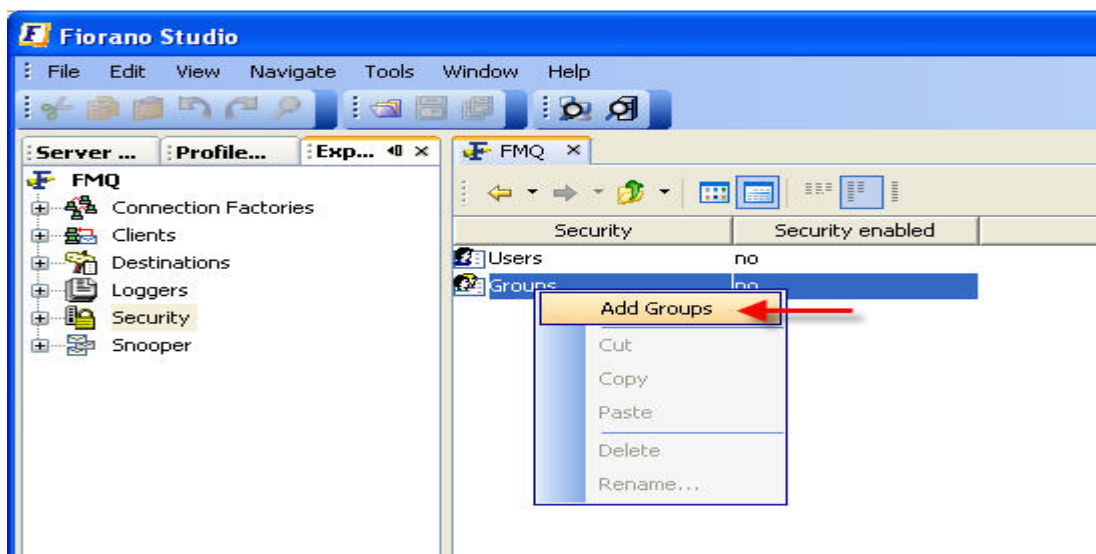 Fiorano Studio
File Edit View Navigate Tools Window Help
Server ... Profile... Exp...
FMQ
Connection Factories
Clients
Destinations
Loggers
Security
Snooper
FMQ
Security Security enabled
Users no
Groups no
Add Groups
Cut
Copy
Paste
Delete
Rename...